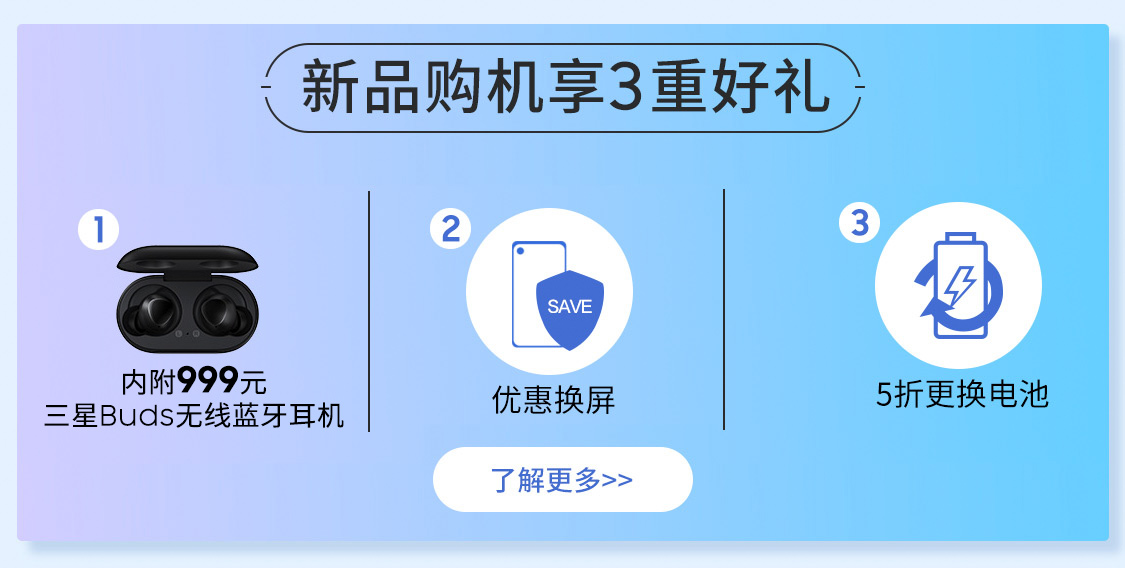 新品购机享3重好礼
1
内附999元
三星Buds无线蓝牙耳机
2
SAVE
优惠换屏
3
5折更换电池
了解更多>>